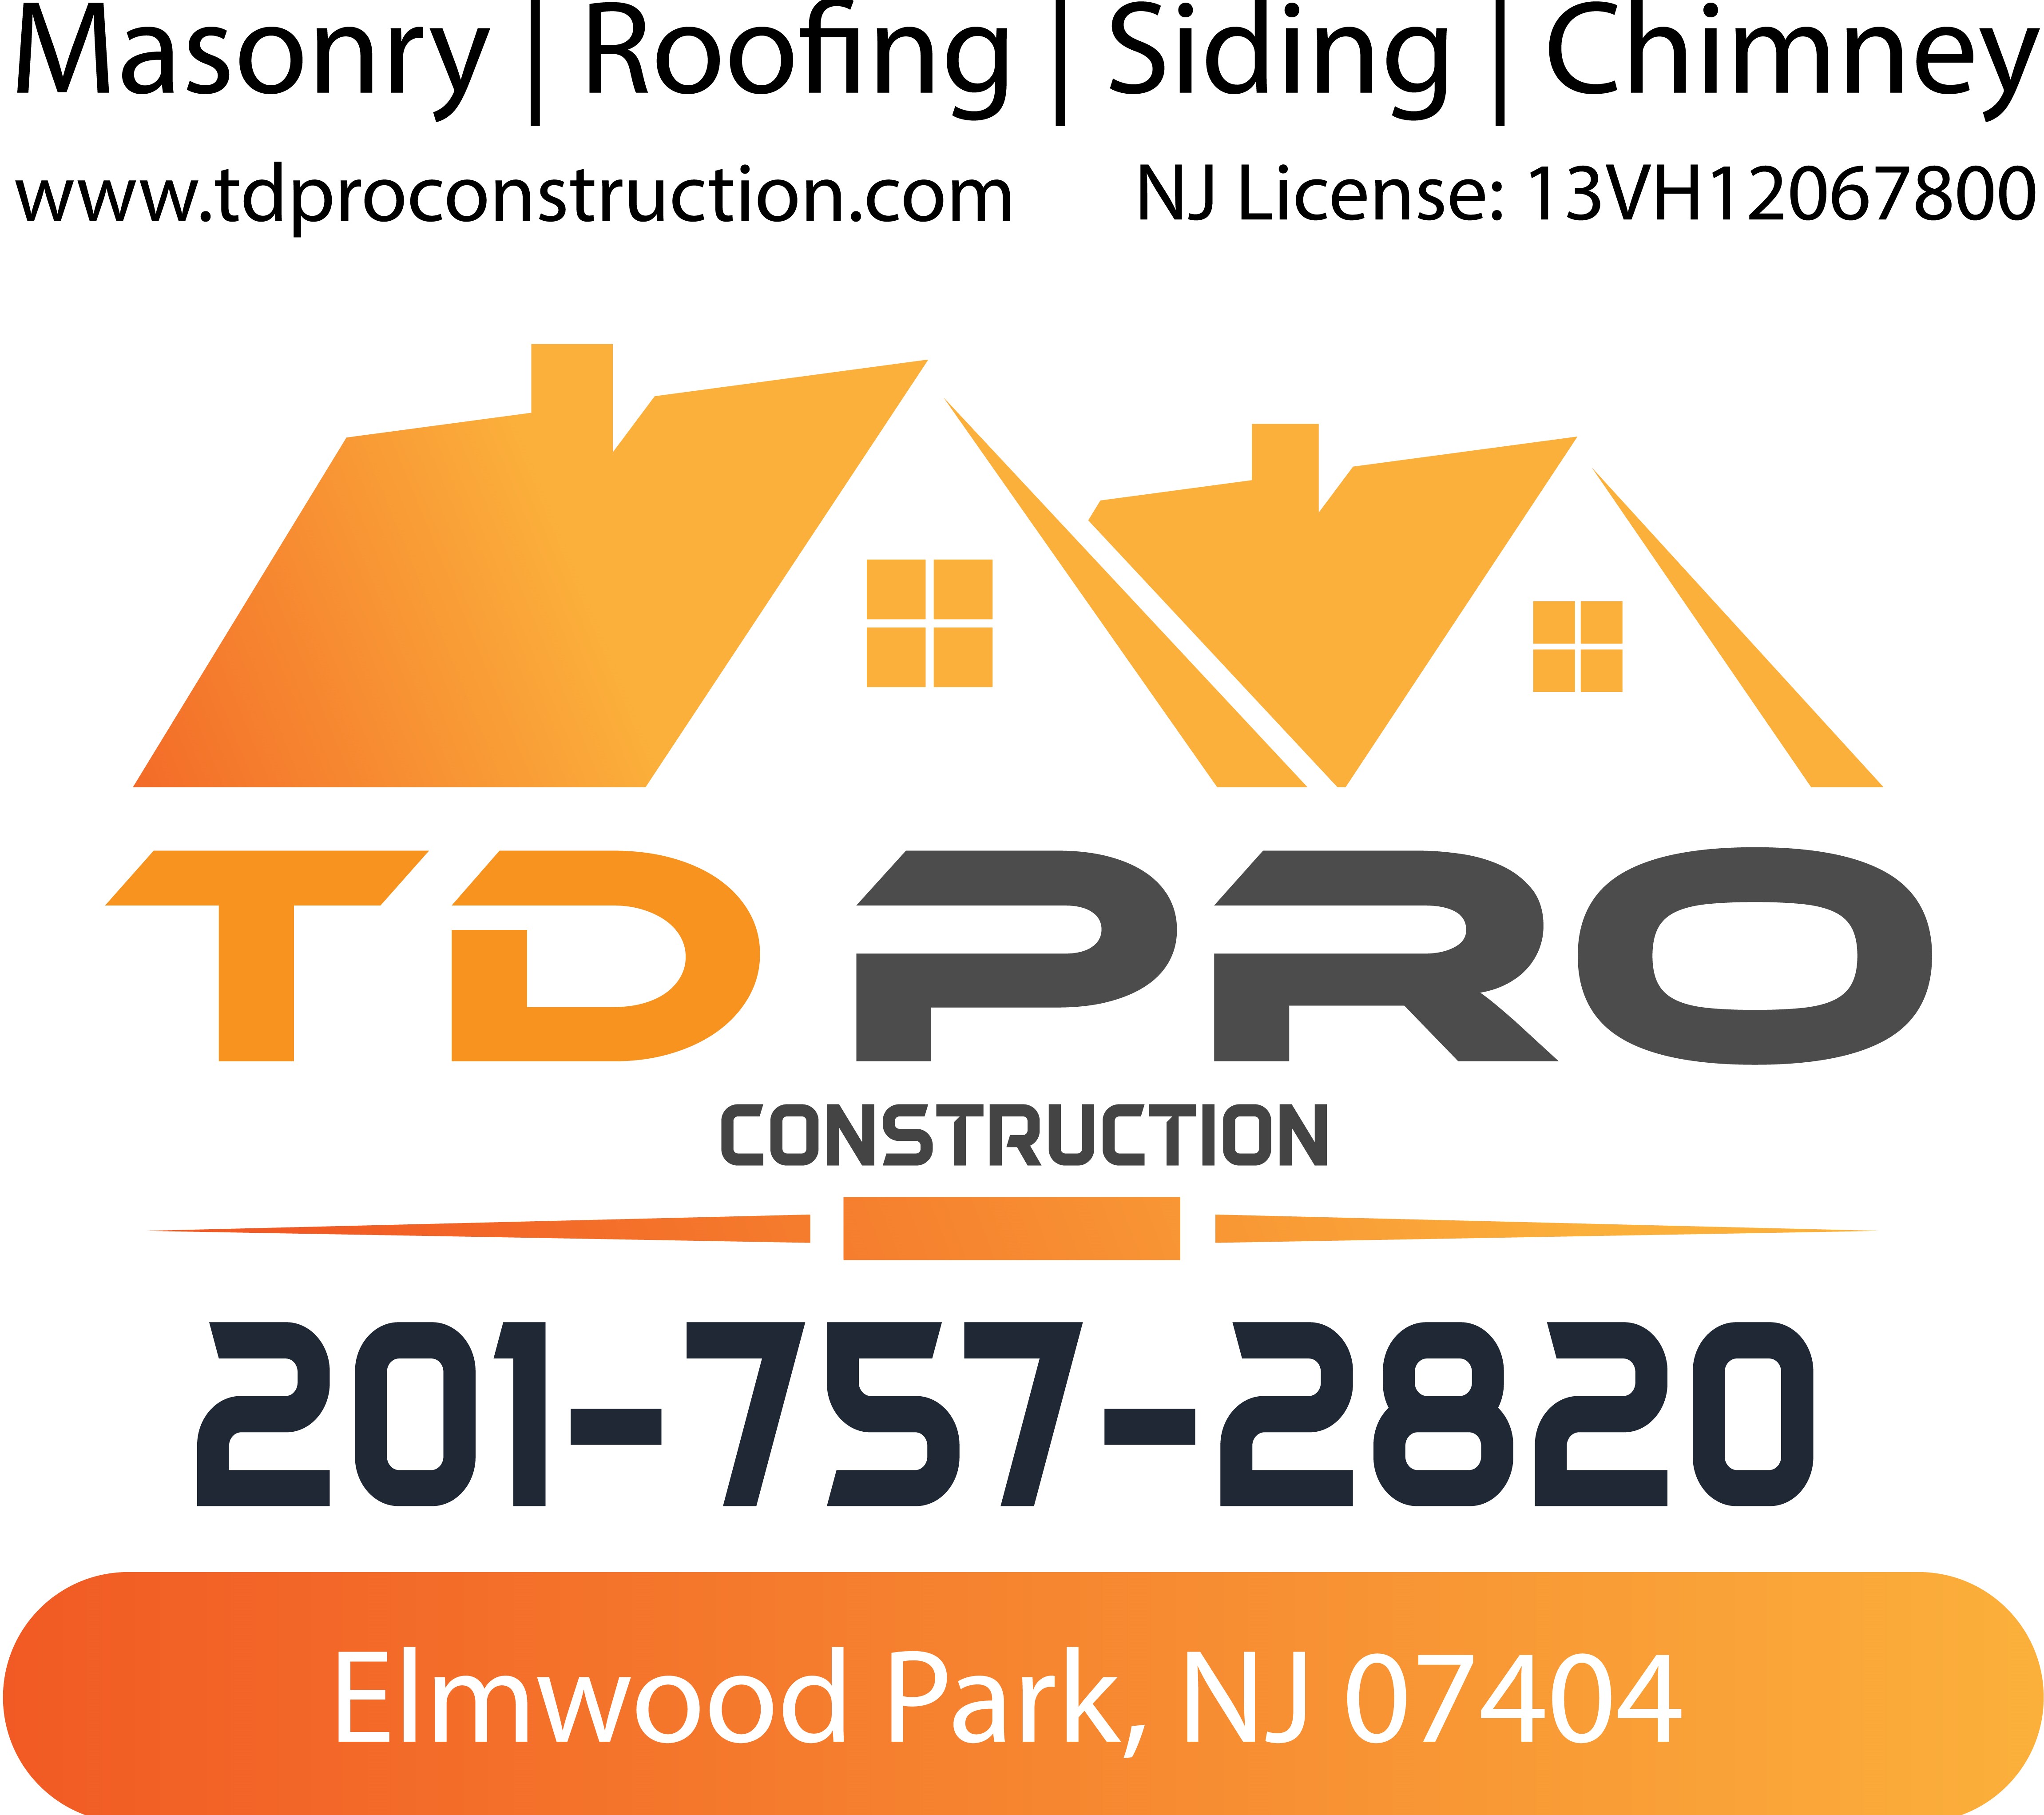 Masonry | Roofing | Siding | Chimney
www.tdproconstruction.com NJ License: 13VH12067800
TD PRO
CONSTRUCTION
201-757-2820
Elmwood Park, NJ 07404